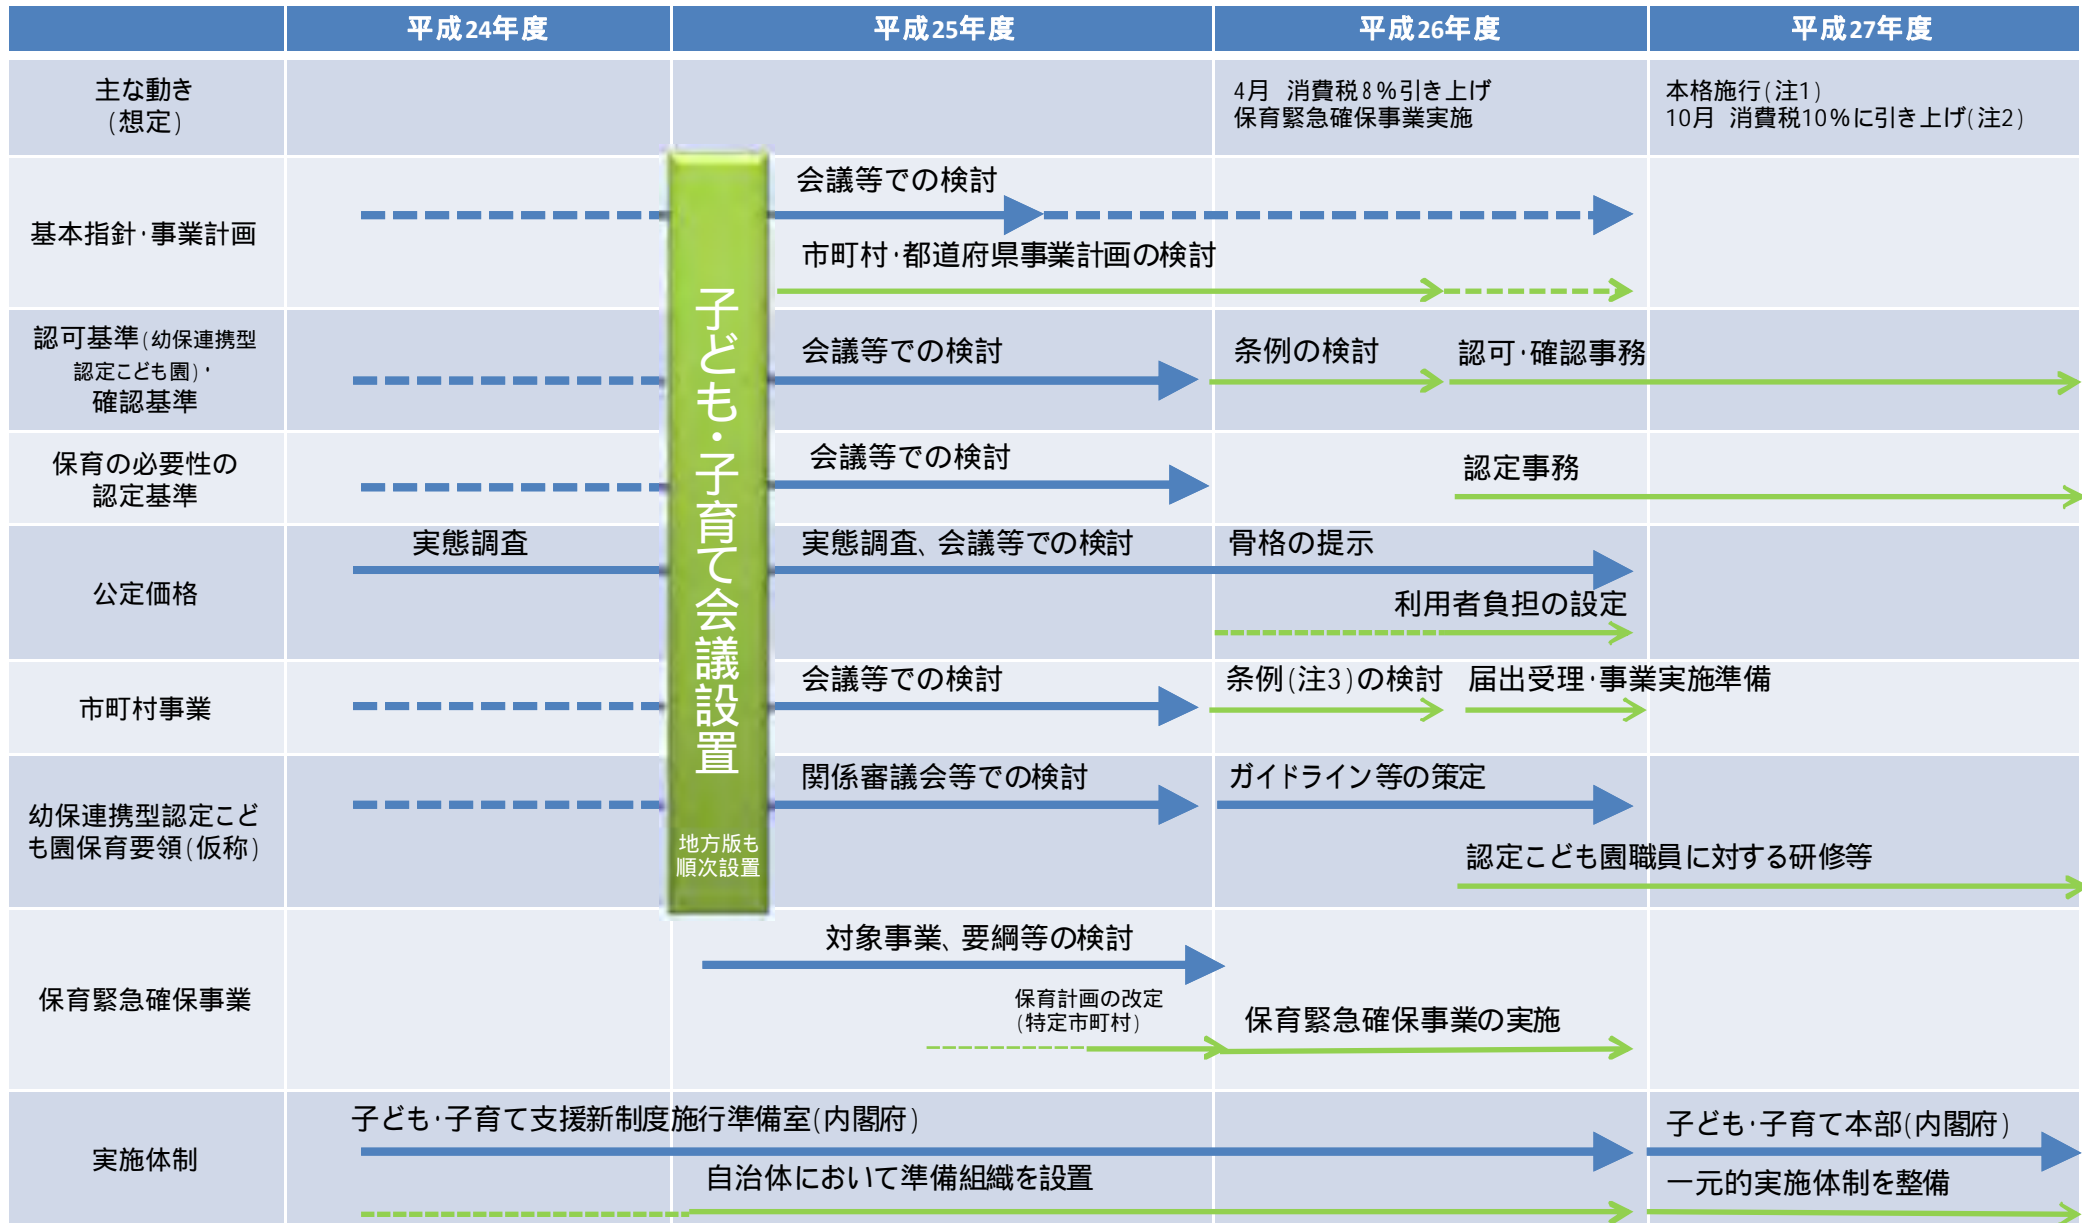 平成24年度
平成25年度
平成26年度
平成27年度
主な動き
(想定)
4月 消費税8%引き上げ
保育緊急確保事業実施
本格施行(注1)
10月 消費税10%に引き上げ(注2)
子ども・子育て会議設置
地方版も
順次設置
基本指針・事業計画
会議等での検討
市町村・都道府県事業計画の検討
認可基準(幼保連携型
認定こども園)・
確認基準
会議等での検討
条例の検討
認可・確認事務
保育の必要性の
認定基準
会議等での検討
認定事務
公定価格
実態調査
実態調査、会議等での検討
骨格の提示
利用者負担の設定
市町村事業
会議等での検討
条例(注3)の検討
届出受理・事業実施準備
幼保連携型認定こど
も園保育要領(仮称)
関係審議会等での検討
ガイドライン等の策定
認定こども園職員に対する研修等
保育緊急確保事業
対象事業、要綱等の検討
保育計画の改定
(特定市町村)
保育緊急確保事業の実施
実施体制
子ども・子育て支援新制度施行準備室(内閣府)
子ども・子育て本部(内閣府)
自治体において準備組織を設置
一元的実施体制を整備